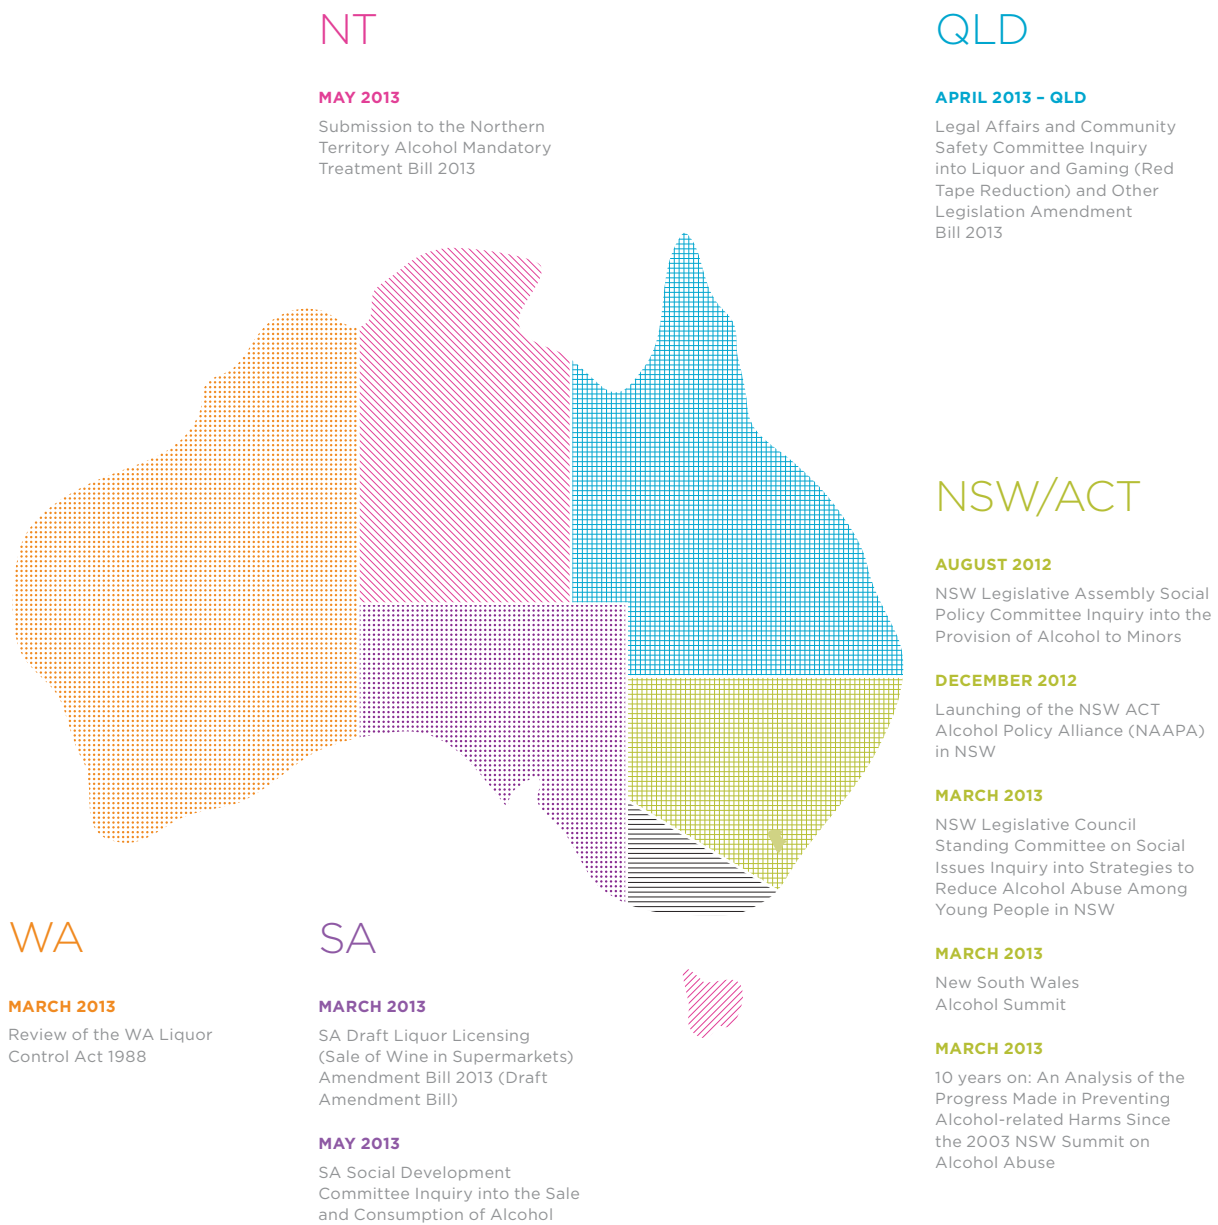 NT
MAY 2013
Submission to the Northern
Territory Alcohol Mandatory
Treatment Bill 2013
QLD
APRIL 2013 – QLD
Legal Affairs and Community
Safety Committee Inquiry
into Liquor and Gaming (Red
Tape Reduction) and Other
Legislation Amendment
Bill 2013
NSW/ACT
AUGUST 2012
NSW Legislative Assembly Social
Policy Committee Inquiry into the
Provision of Alcohol to Minors
DECEMBER 2012
Launching of the NSW ACT
Alcohol Policy Alliance (NAAPA)
in NSW
MARCH 2013
NSW Legislative Council
Standing Committee on Social
Issues Inquiry into Strategies to
Reduce Alcohol Abuse Among
Young People in NSW
MARCH 2013
New South Wales
Alcohol Summit
MARCH 2013
10 years on: An Analysis of the
Progress Made in Preventing
Alcohol-related Harms Since
the 2003 NSW Summit on
Alcohol Abuse
WA
MARCH 2013
Review of the WA Liquor
Control Act 1988
SA
MARCH 2013
SA Draft Liquor Licensing
(Sale of Wine in Supermarkets)
Amendment Bill 2013 (Draft
Amendment Bill)
MAY 2013
SA Social Development
Committee Inquiry into the Sale
and Consumption of Alcohol